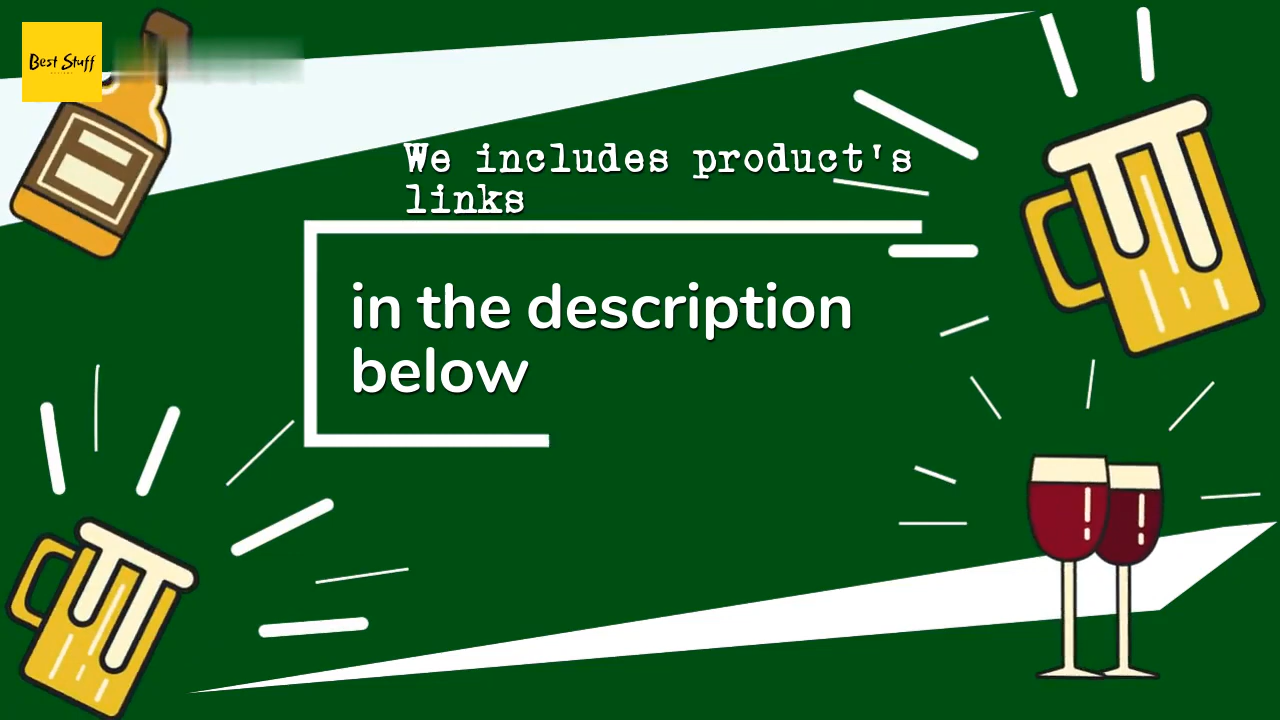 Best Stuff
We includes product's
links
in the description
below